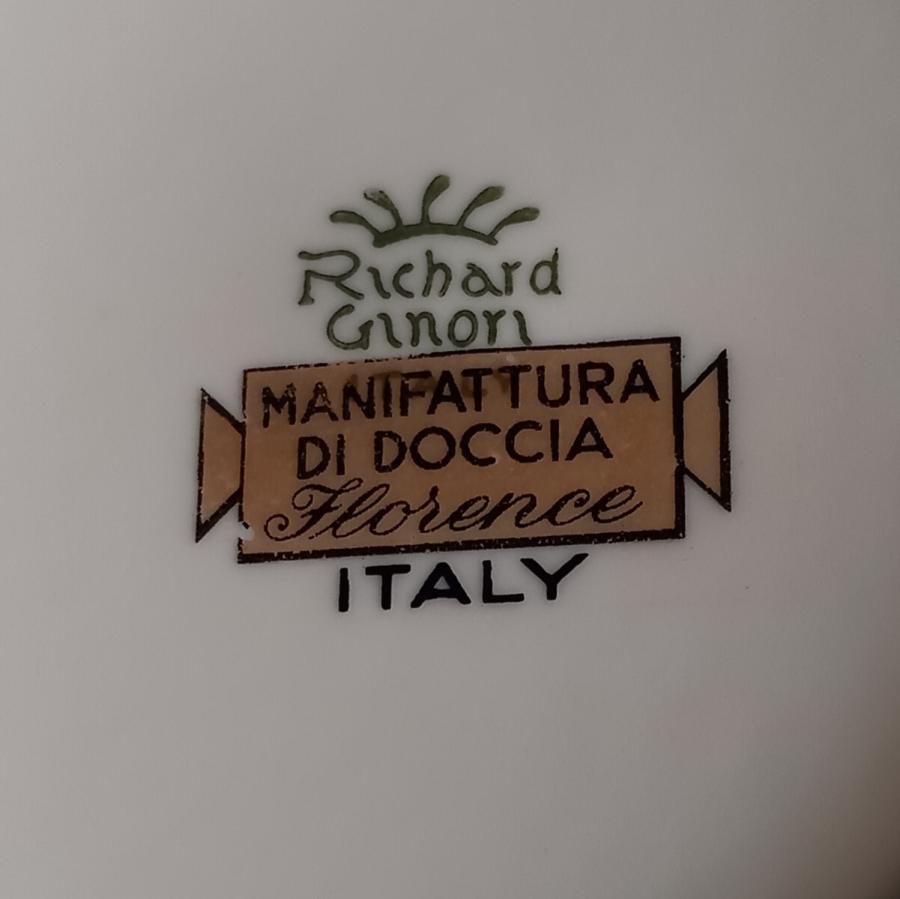 Richard
Ginori
MANIFATTURA
DI DOCCIA
Florence
ITALY